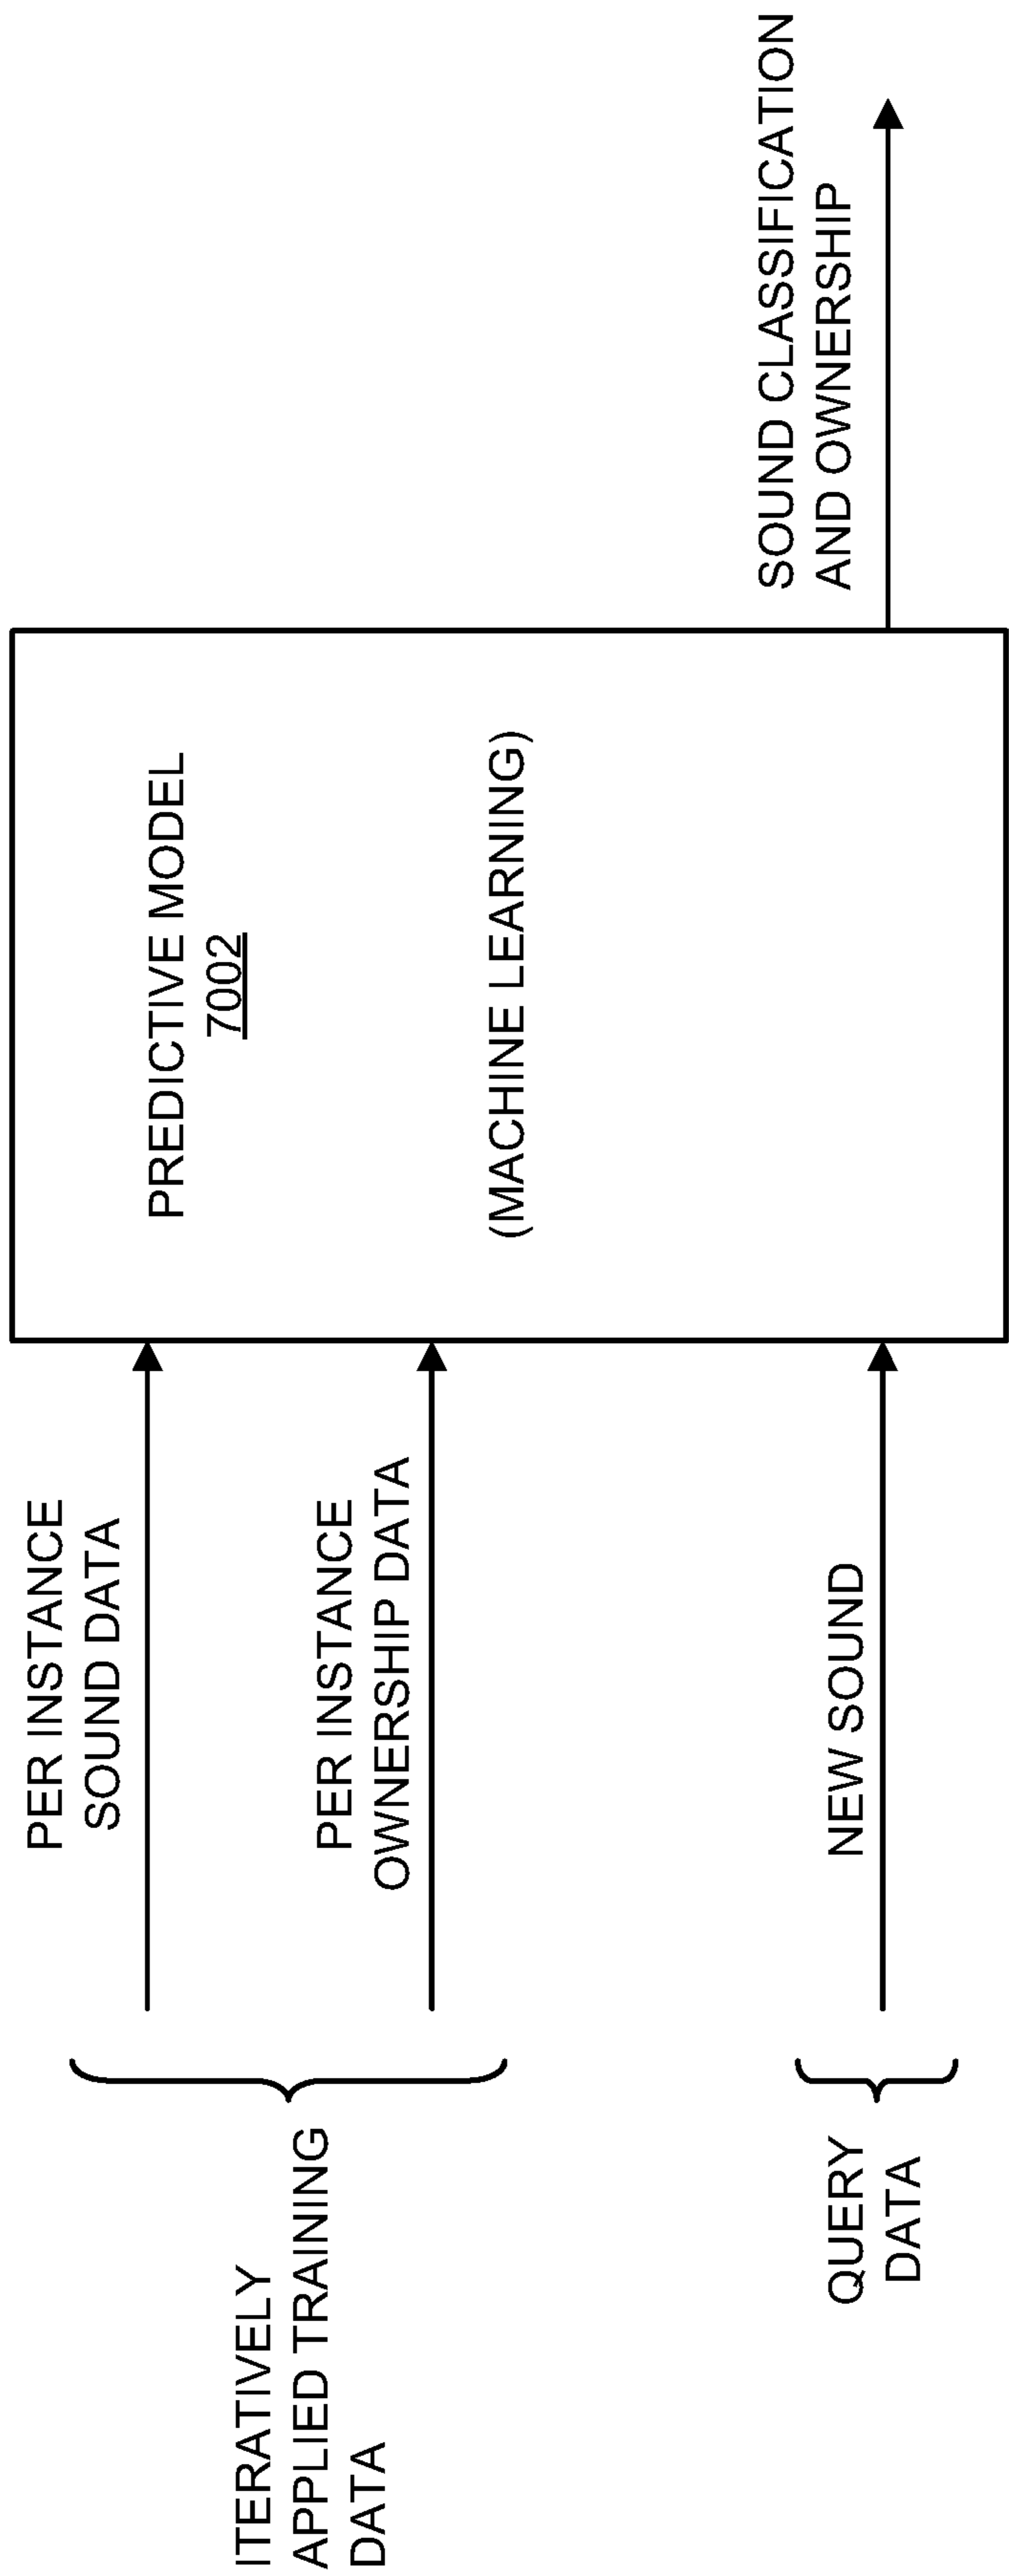 ITERATIVELY
APPLIED TRAINING
DATA
PER INSTANCE
SOUND DATA
PER INSTANCE
OWNERSHIP DATA
QUERY
DATA
NEW SOUND
PREDICTIVE MODEL
7002
(MACHINE LEARNING)
SOUND CLASSIFICATION
AND OWNERSHIP